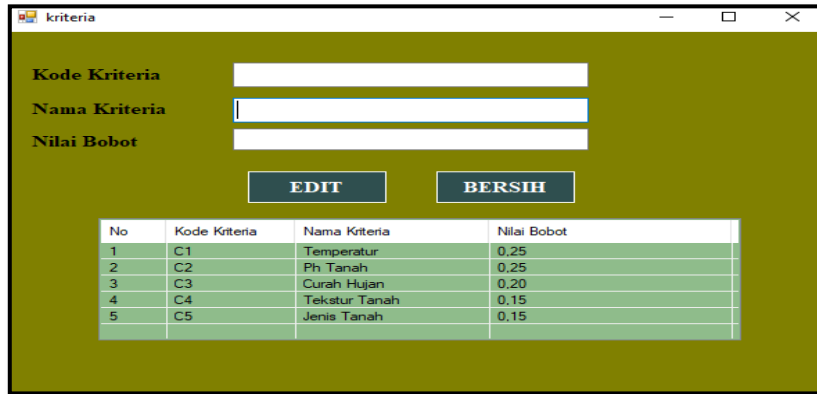 kriteria
Kode Kriteria
Nama Kriteria
Nilai Bobot
EDIT BERSIH
No Kode Kriteria Nama Kriteria Nilai Bobot
1 C1 Temperatur 0,25
2 C2 Ph Tanah 0,25
3 C3 Curah Hujan 0,20
4 C4 Tekstur Tanah 0,15
5 C5 Jenis Tanah 0,15